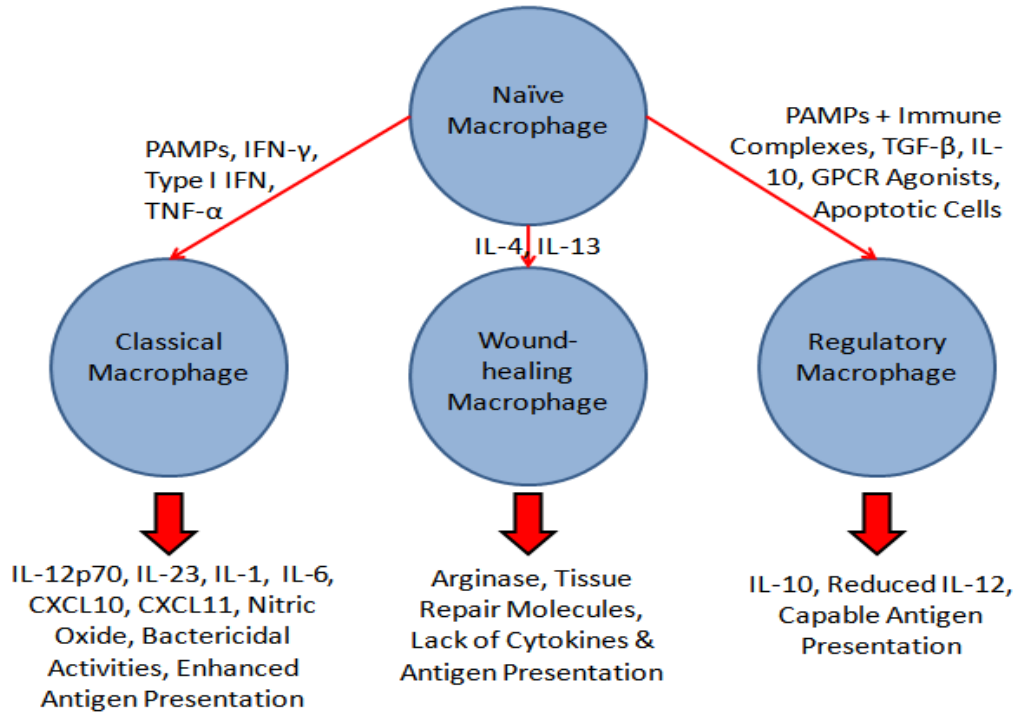 Naïve
Macrophage
PAMPs, IFN-γ,
Type I IFN,
TNF-α
IL-4, IL-13
PAMPs + Immune
Complexes, TGF-β, IL-
10, GPCR Agonists,
Apoptotic Cells
Classical
Macrophage
Wound-
healing
Macrophage
Regulatory
Macrophage
IL-12p70, IL-23, IL-1, IL-6,
CXCL10, CXCL11, Nitric
Oxide, Bactericidal
Activities, Enhanced
Antigen Presentation
Arginase, Tissue
Repair Molecules,
Lack of Cytokines &
Antigen Presentation
IL-10, Reduced IL-12,
Capable Antigen
Presentation